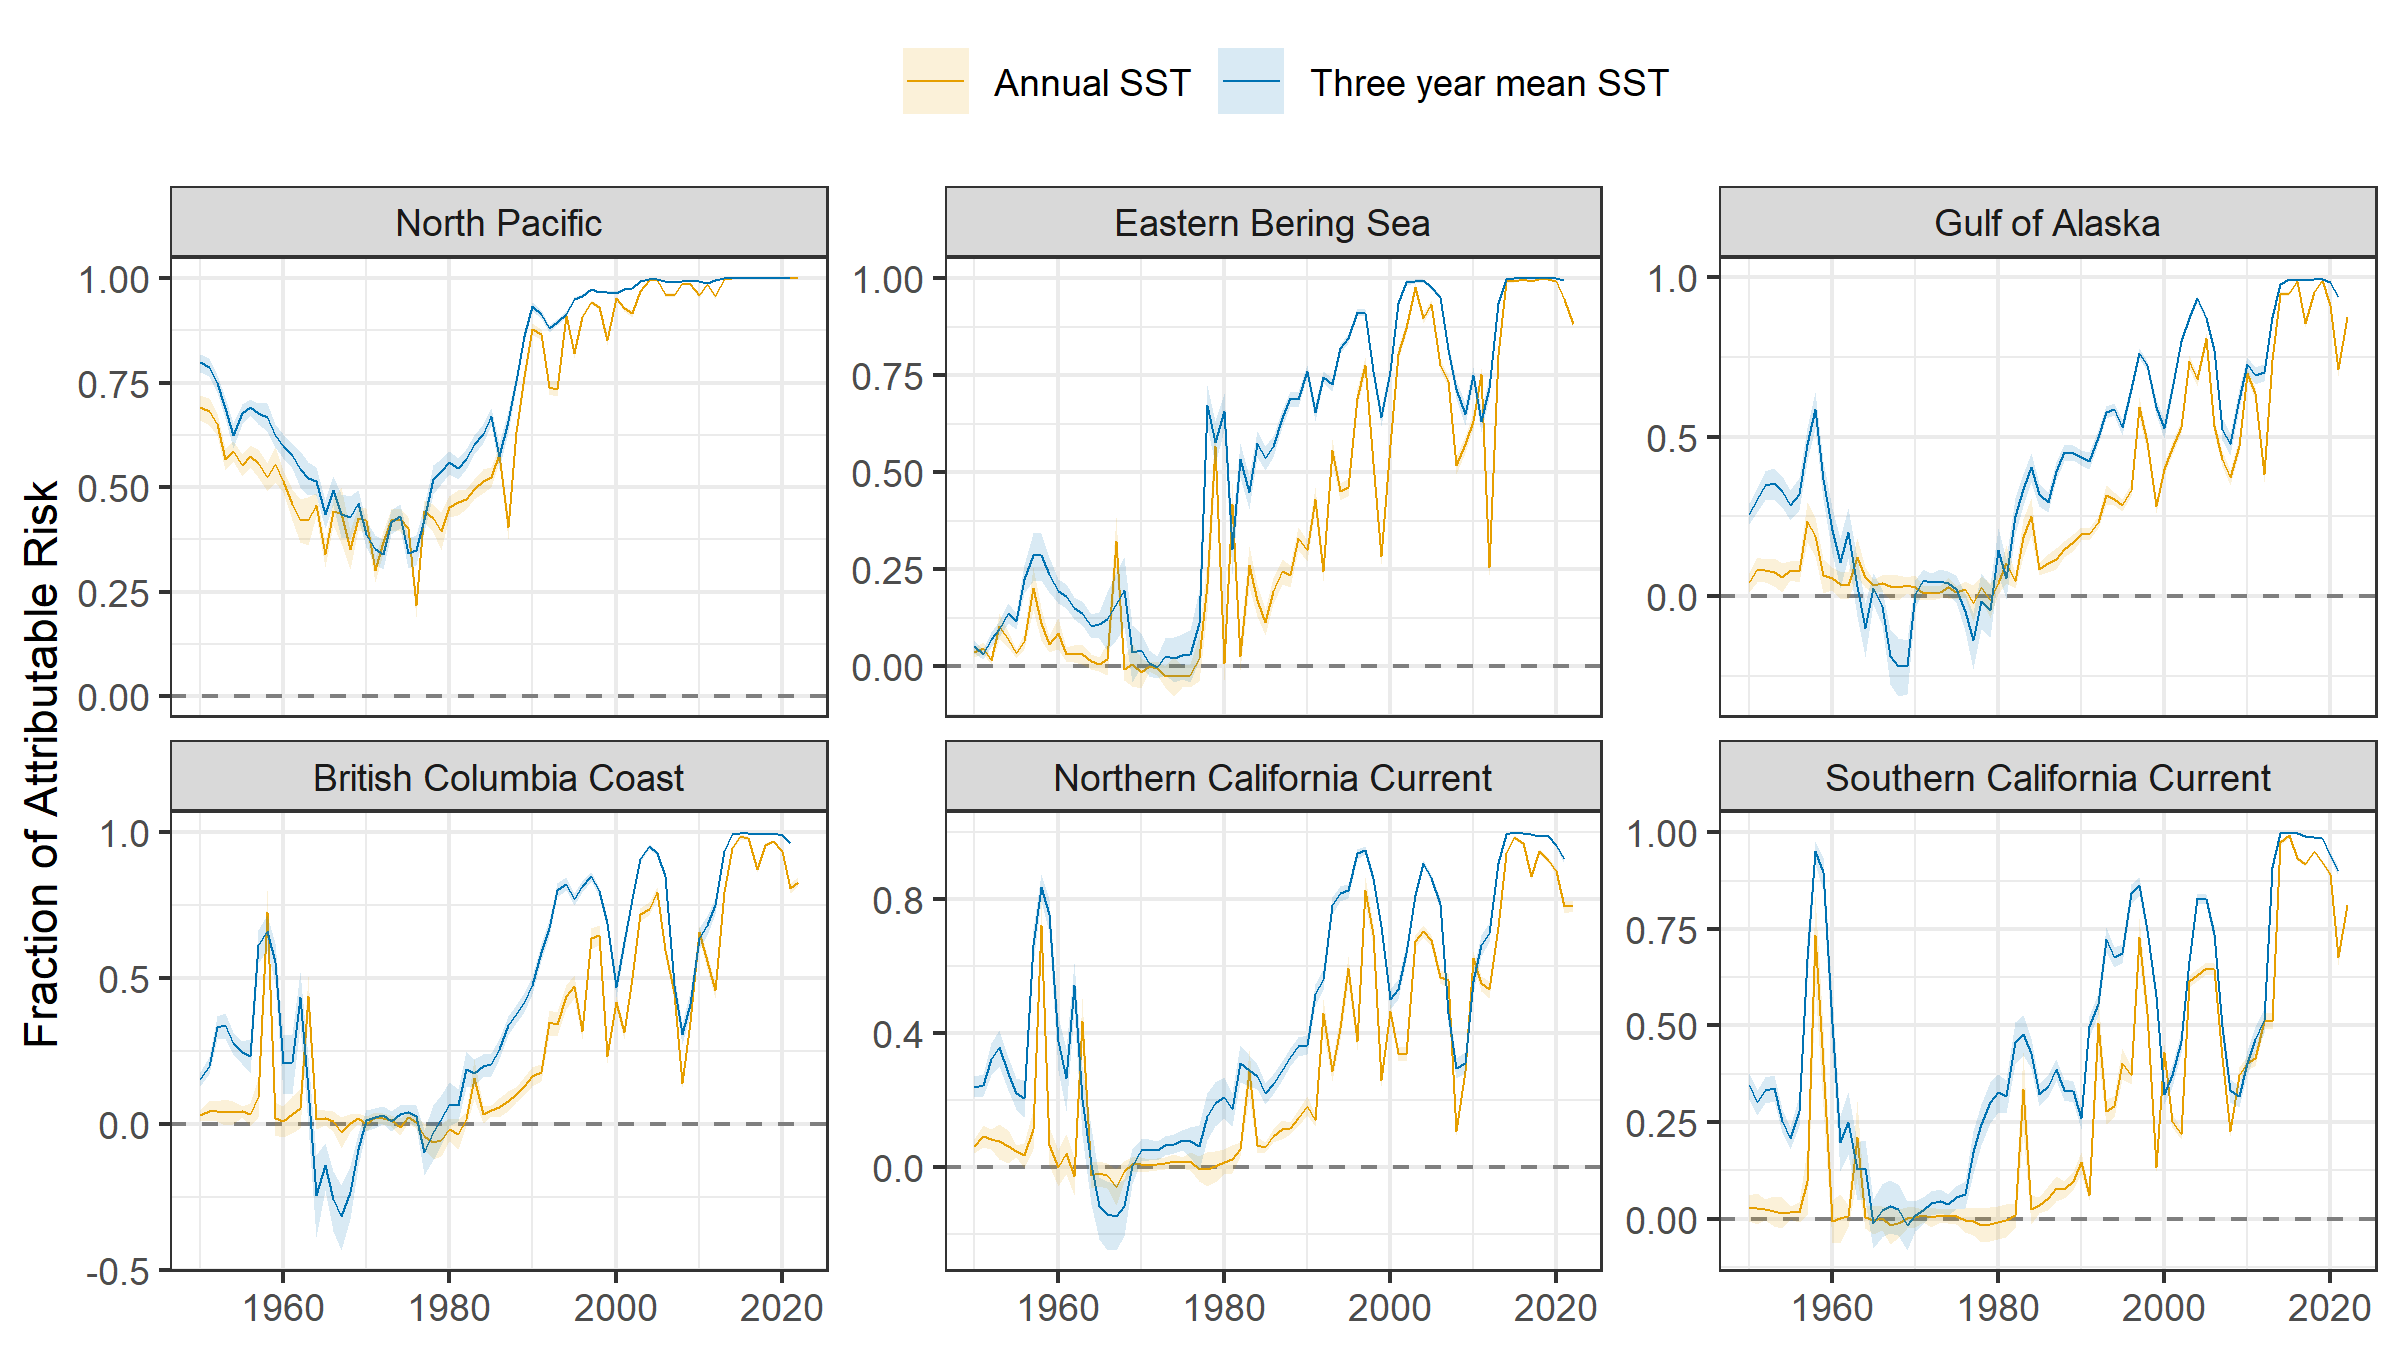 Annual SST
Three year mean SST
Fraction of Attributable Risk
North Pacific
Eastern Bering Sea
Gulf of Alaska
1.00
0.75
0.50
0.25
0.00
1.00
0.75
0.50
0.25
0.00
1.0
0.5
0.0
British Columbia Coast
Northern California Current
Southern California Current
1.0
0.5
0.0
-0.5
0.8
0.4
0.0
1.00
0.75
0.50
0.25
0.00
1960 1980 2000 2020
1960 1980 2000 2020
1960 1980 2000 2020